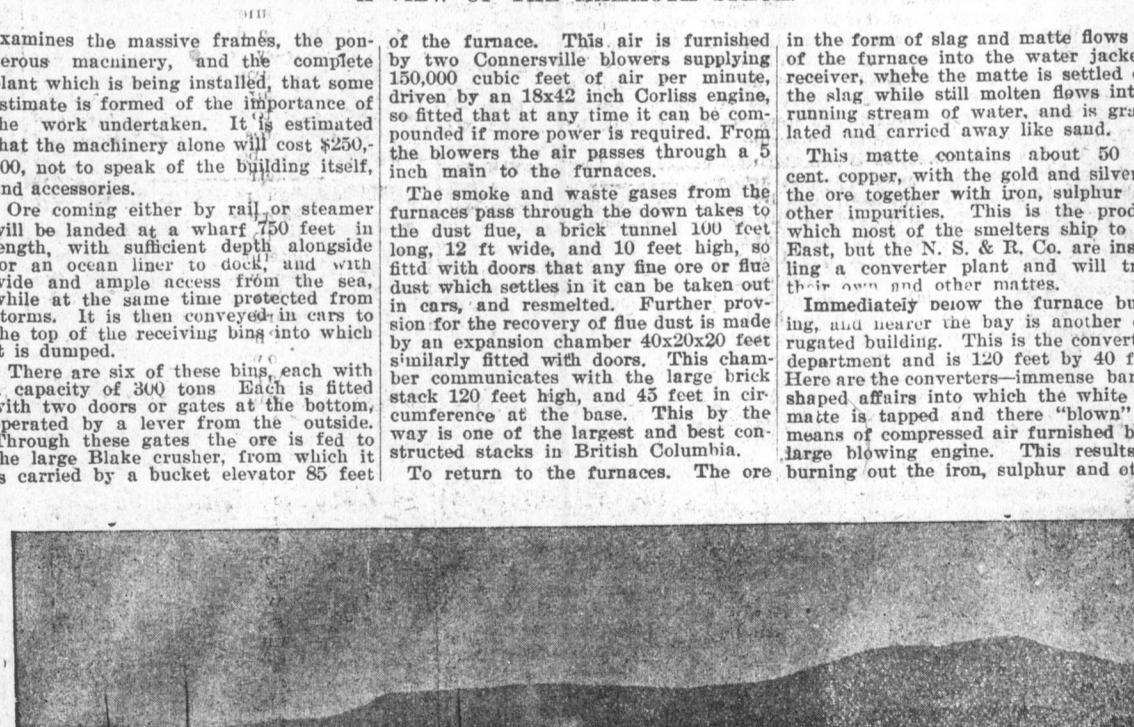 xamines the massive frames, the pon-
erous machinery, and the complete
lant which is being installed, that some
stimate is formed of the importance of
he work undertaken. It is estimated
hat the machinery alone will cost $250,-
00, not to speak of the building itself,
nd accessories.
Ore coming either by rail or steamer
vill be landed at a wharf 750 feet in
ength, with sufficient depth alongside
or an ocean liner to dock, and with
vide and ample access from the sea,
vhile at the same time protected from
torms. It is then conveyed in cars to
he top of the receiving bins into which
t is dumped.
There are six of these bins, each with
capacity of 300 tons Each is fitted
vith two doors or gates at the bottom,
perated by a lever from the outside.
Through these gates the ore is fed to
he large Blake crusher, from which it
s carried by a bucket elevator 85 feet
of the furnace. This air is furnished
by two Connersville blowers supplying
150,000 cubic feet of air per minute,
driven by an 18x42 inch Corliss engine,
so fitted that at any time it can be com-
pounded if more power is required. From
the blowers the air passes through a 5
inch main to the furnaces.
The smoke and waste gases from the
furnaces pass through the down takes to
the dust flue, a brick tunnel 100 feet
long, 12 ft wide, and 10 feet high, so
fittd with doors that any fine ore or flue
dust which settles in it can be taken out
in cars, and resmelted. Further prov-
sion for the recovery of flue dust is made
by an expansion chamber 40x20x20 feet
similarly fitted with doors. This cham-
ber communicates with the large brick
stack 120 feet high, and 45 feet in cir-
cumference at the base. This by the
way is one of the largest and best con-
structed stacks in British Columbia.
To return to the furnaces. The ore
in the form of slag and matte flows
of the furnace into the water jacke
receiver, where the matte is settled
the slag while still molten flows int
running stream of water, and is gra
lated and carried away like sand.
This matte contains about 50
cent. copper, with the gold and silver
the ore together with iron, sulphur
other impurities. This is the prod
which most of the smelters ship to
East, but the N. S. & R. Co. are ins
ling a converter plant and will tr
their own and other mattes.
Immediately below the furnace bu
ing, and nearer the bay is another
rugated building. This is the convert
department and is 120 feet by 40 f
Here are the converters—immense bar
shaped affairs into which the white
matte is tapped and there "blown"
means of compressed air furnished b
large blowing engine. This results
burning out the iron, sulphur and ot